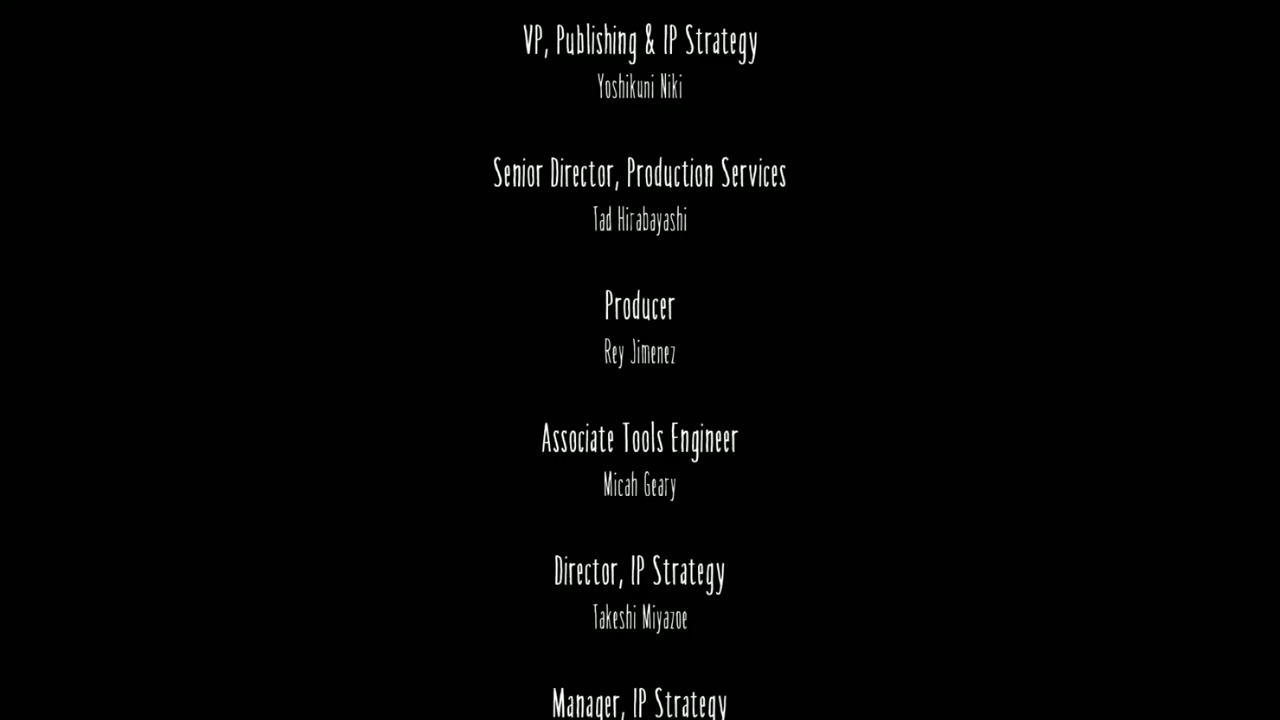 VP, Publishing & IP Strategy
Yoshikuni Niki
Senior Director, Production Services
Tad Hirabayashi
Producer
Rey Jimenez
Associate Tools Engineer
Micah Geary
Director, IP Strategy
Takeshi Miyazoe
Manager, IP Strategy